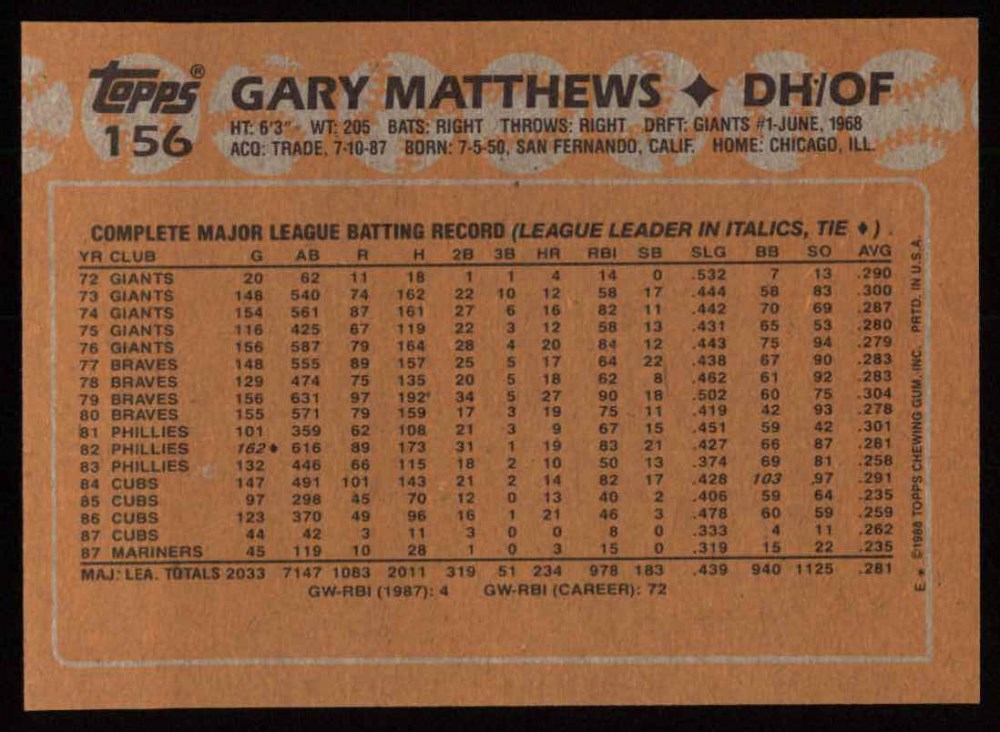 topps® GARY MATTHEWS ♦ DH/OF
156 HT: 6'3" WT: 205 BATS: RIGHT THROWS: RIGHT DRFT: GIANTS #1-JUNE, 1968
ACQ: TRADE, 7-10-87 BORN: 7-5-50, SAN FERNANDO, CALIF. HOME: CHICAGO, ILL.
COMPLETE MAJOR LEAGUE BATTING RECORD (LEAGUE LEADER IN ITALICS, TIE ♦)
YR CLUB G AB R H 2B 3B HR RBI SB SLG BB SO AVG
72 GIANTS 20 62 11 18 1 1 4 14 0 .532 7 13 .290
73 GIANTS 148 540 74 162 22 10 12 58 17 .444 58 83 .300
74 GIANTS 154 561 87 161 27 6 16 82 11 .442 70 69 .287
75 GIANTS 116 425 67 119 22 3 12 58 13 .431 65 53 .280
76 GIANTS 156 587 79 164 28 4 20 84 12 .443 75 94 .279
77 BRAVES 148 555 89 157 25 5 17 64 22 .438 67 90 .283
78 BRAVES 129 474 75 135 20 5 18 62 8 .462 61 92 .283
79 BRAVES 156 631 97 192 34 5 27 90 18 .502 60 75 .304
80 BRAVES 155 571 79 159 17 3 19 75 11 .419 42 93 .278
81 PHILLIES 101 359 62 108 21 3 9 67 15 .451 59 42 .301
82 PHILLIES 162♦ 616 89 173 31 1 19 83 21 .427 66 87 .281
83 PHILLIES 132 446 66 115 18 2 10 50 13 .374 69 81 .258
84 CUBS 147 491 101 143 21 2 14 82 17 .428 103 97 .291
85 CUBS 97 298 45 70 12 0 13 40 2 .406 59 64 .235
86 CUBS 123 370 49 96 16 1 21 46 3 .478 60 59 .259
87 CUBS 44 42 3 11 3 0 0 8 0 .333 4 11 .262
87 MARINERS 45 119 10 28 1 0 3 15 0 .319 15 22 .235
MAJ. LEA. TOTALS 2033 7147 1083 2011 319 51 234 978 183 .439 940 1125 .281
GW-RBI (1987): 4 GW-RBI (CAREER): 72
E * ©1988 TOPPS CHEWING GUM, INC. PRTD. IN U.S.A.